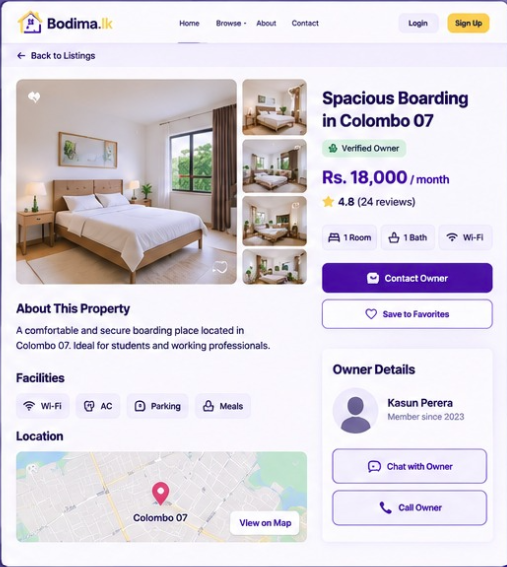 Bodima.lk
Home
Browse
About
Contact
Login
Sign Up
Back to Listings
Spacious Boarding
in Colombo 07
Verified Owner
Rs. 18,000 / month
4.8 (24 reviews)
1 Room
1 Bath
Wi-Fi
Contact Owner
Save to Favorites
About This Property
A comfortable and secure boarding place located in
Colombo 07. Ideal for students and working professionals.
Facilities
Wi-Fi
AC
Parking
Meals
Location
Colombo 07
View on Map
Owner Details
Kasun Perera
Member since 2023
Chat with Owner
Call Owner